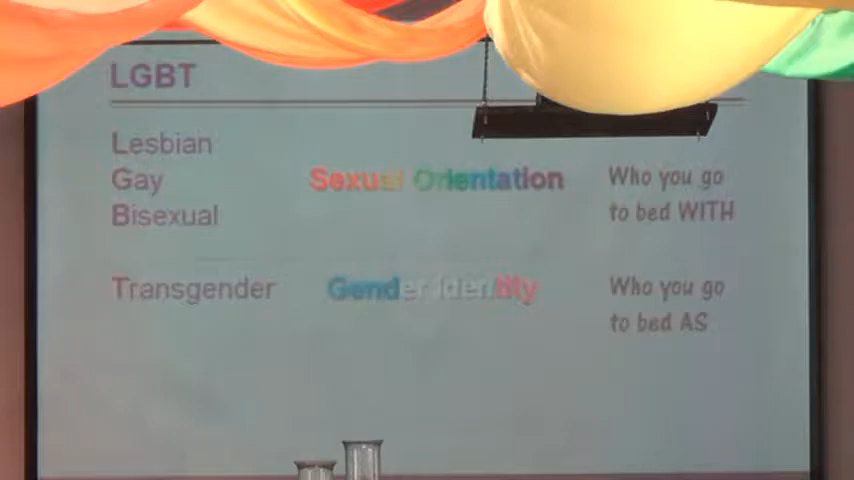 LGBT
Lesbian
Gay
Bisexual
Sexual Orientation
Who you go
to bed WITH
Transgender
Gender Identity
Who you go
to bed AS